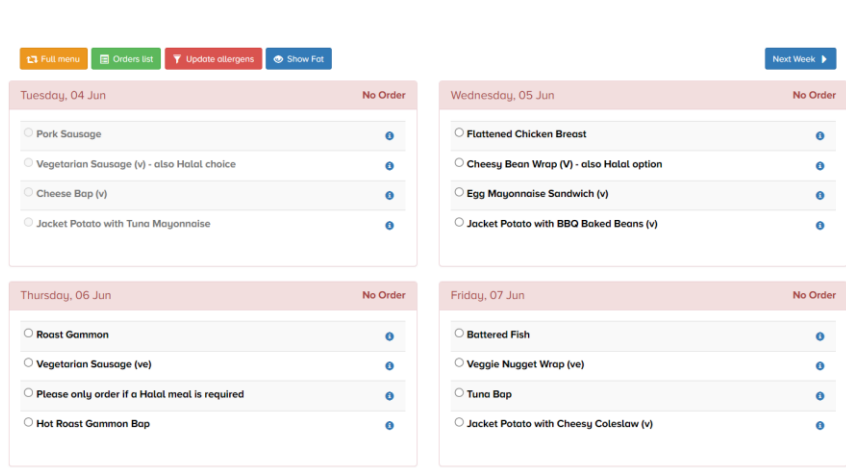 Full menu
Orders list
Update allergens
Show Fat
Next Week
Tuesday, 04 Jun No Order
Pork Sausage
Vegetarian Sausage (v) - also Halal choice
Cheese Bap (v)
Jacket Potato with Tuna Mayonnaise
Wednesday, 05 Jun No Order
Flattened Chicken Breast
Cheesy Bean Wrap (V) - also Halal option
Egg Mayonnaise Sandwich (v)
Jacket Potato with BBQ Baked Beans (v)
Thursday, 06 Jun No Order
Roast Gammon
Vegetarian Sausage (ve)
Please only order if a Halal meal is required
Hot Roast Gammon Bap
Friday, 07 Jun No Order
Battered Fish
Veggie Nugget Wrap (ve)
Tuna Bap
Jacket Potato with Cheesy Coleslaw (v)